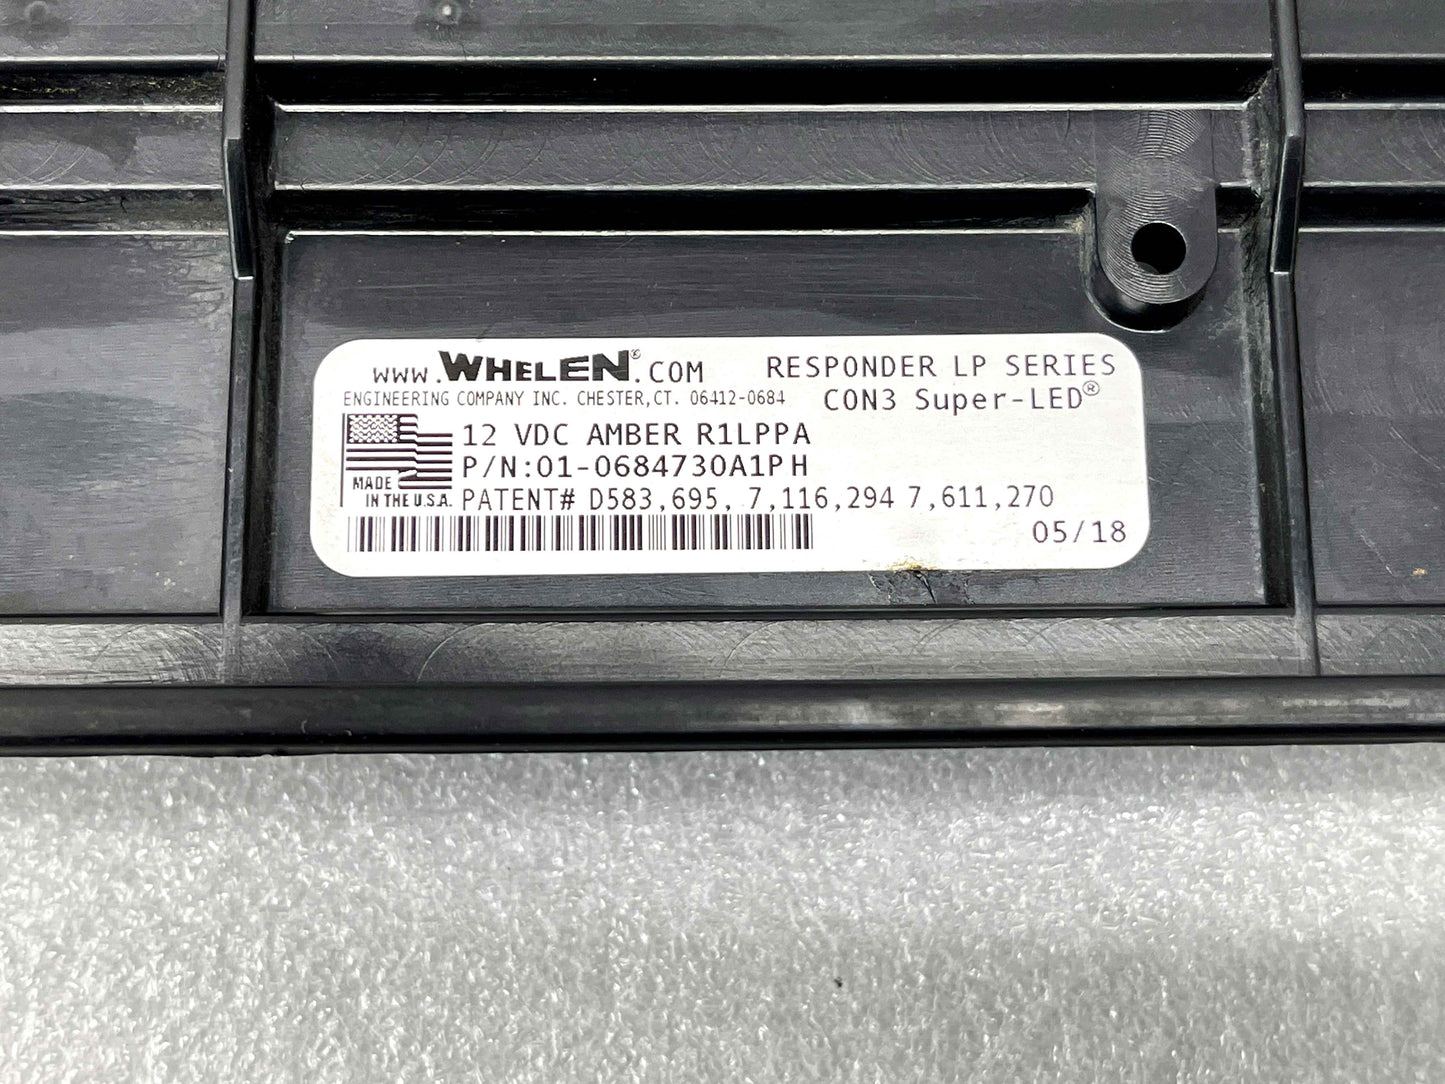 www.WHELEN®.COM RESPONDER LP SERIES
ENGINEERING COMPANY INC. CHESTER, CT. 06412-0684 CON3 Super-LED®
12 VDC AMBER R1LPPA
P/N:01-0684730A1PH
MADE IN THE U.S.A. PATENT# D583,695, 7,116,294 7,611,270
05/18